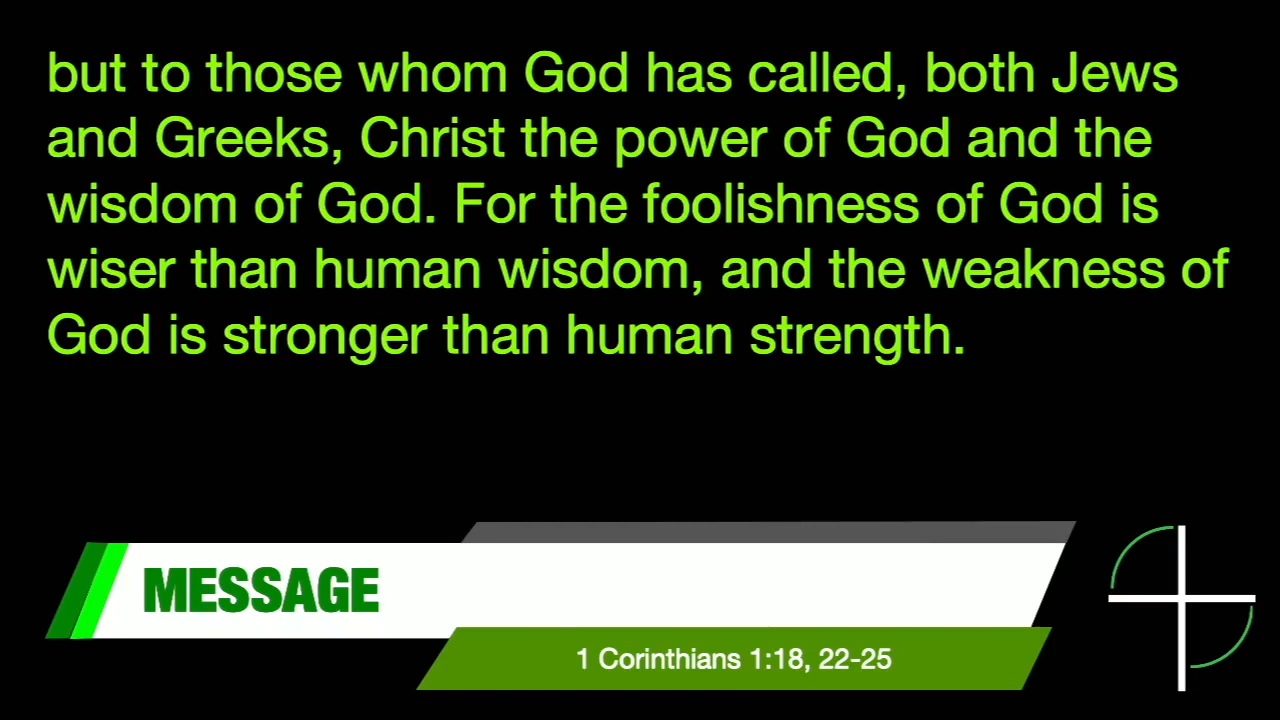 but to those whom God has called, both Jews
and Greeks, Christ the power of God and the
wisdom of God. For the foolishness of God is
wiser than human wisdom, and the weakness of
God is stronger than human strength.
MESSAGE
1 Corinthians 1:18, 22-25